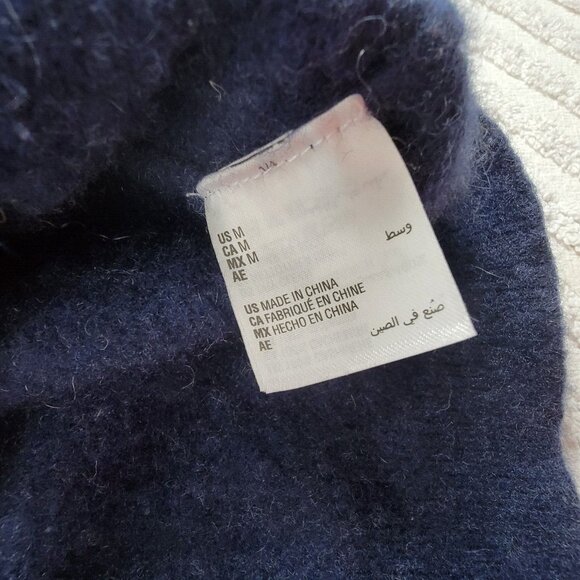 US M
CA M
MX M
AE وسط
US MADE IN CHINA
CA FABRIQUÉ EN CHINE
MX HECHO EN CHINA
AE صُنع في الصين